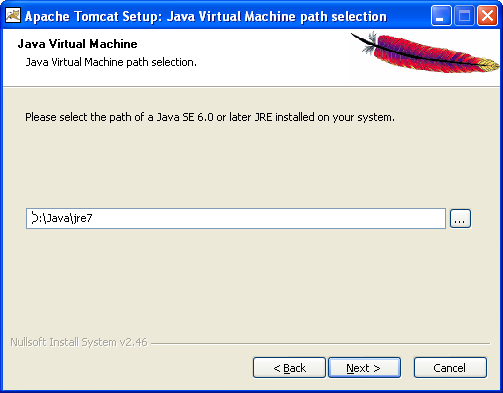 Apache Tomcat Setup: Java Virtual Machine path selection
Java Virtual Machine
Java Virtual Machine path selection.
Please select the path of a Java SE 6.0 or later JRE installed on your system.
D:\Java\jre7
...
Nullsoft Install System v2.46
< Back
Next >
Cancel